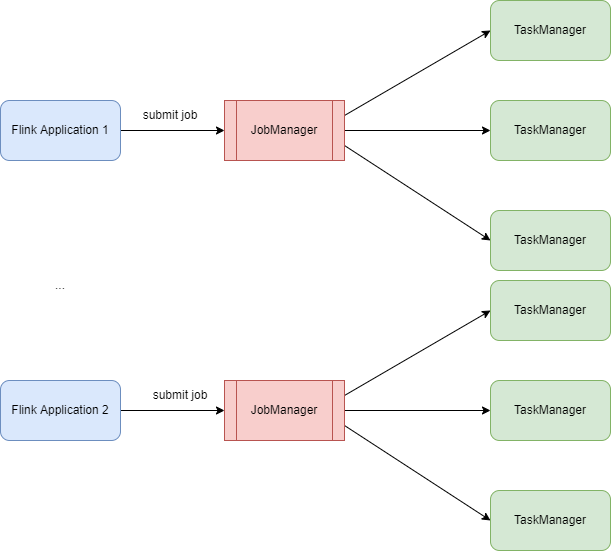 TaskManager
submit job
Flink Application 1
JobManager
TaskManager
TaskManager
...
TaskManager
submit job
Flink Application 2
JobManager
TaskManager
TaskManager